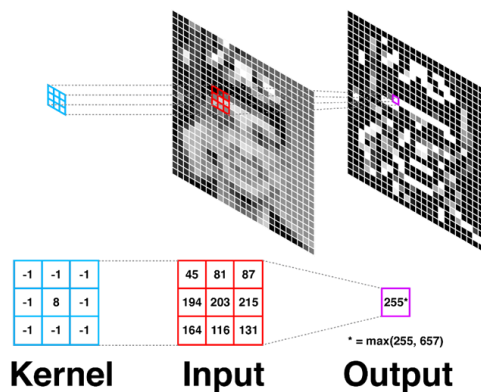 -1 -1 -1 45 81 87
-1 8 -1 194 203 215 255*
-1 -1 -1 164 116 131
* = max(255, 657)
Kernel Input Output